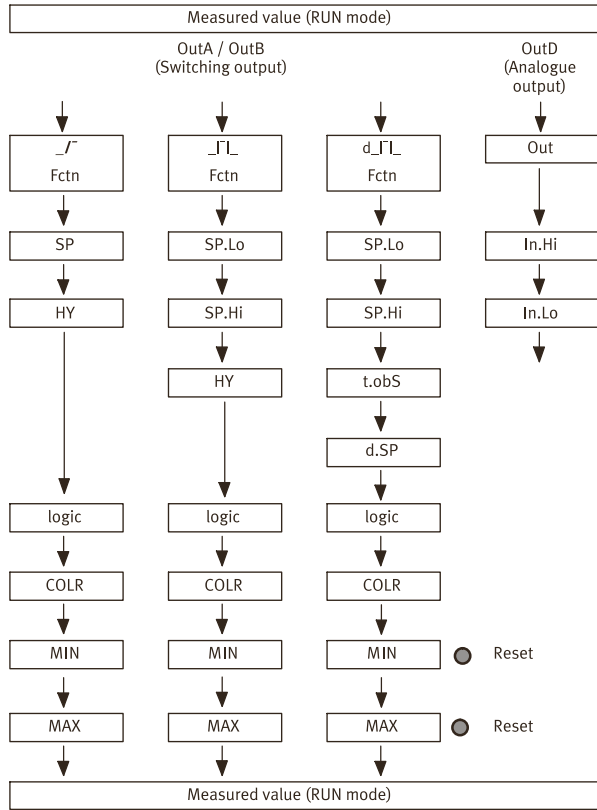 Measured value (RUN mode)
OutA / OutB
(Switching output)
OutD
(Analogue
output)
_/¯ _|¯|_ d_|¯|_ Out
Fctn Fctn Fctn
SP SP.Lo SP.Lo In.Hi
HY SP.Hi SP.Hi In.Lo
HY t.obS
d.SP
logic logic logic
COLR COLR COLR
MIN MIN MIN Reset
MAX MAX MAX Reset
Measured value (RUN mode)